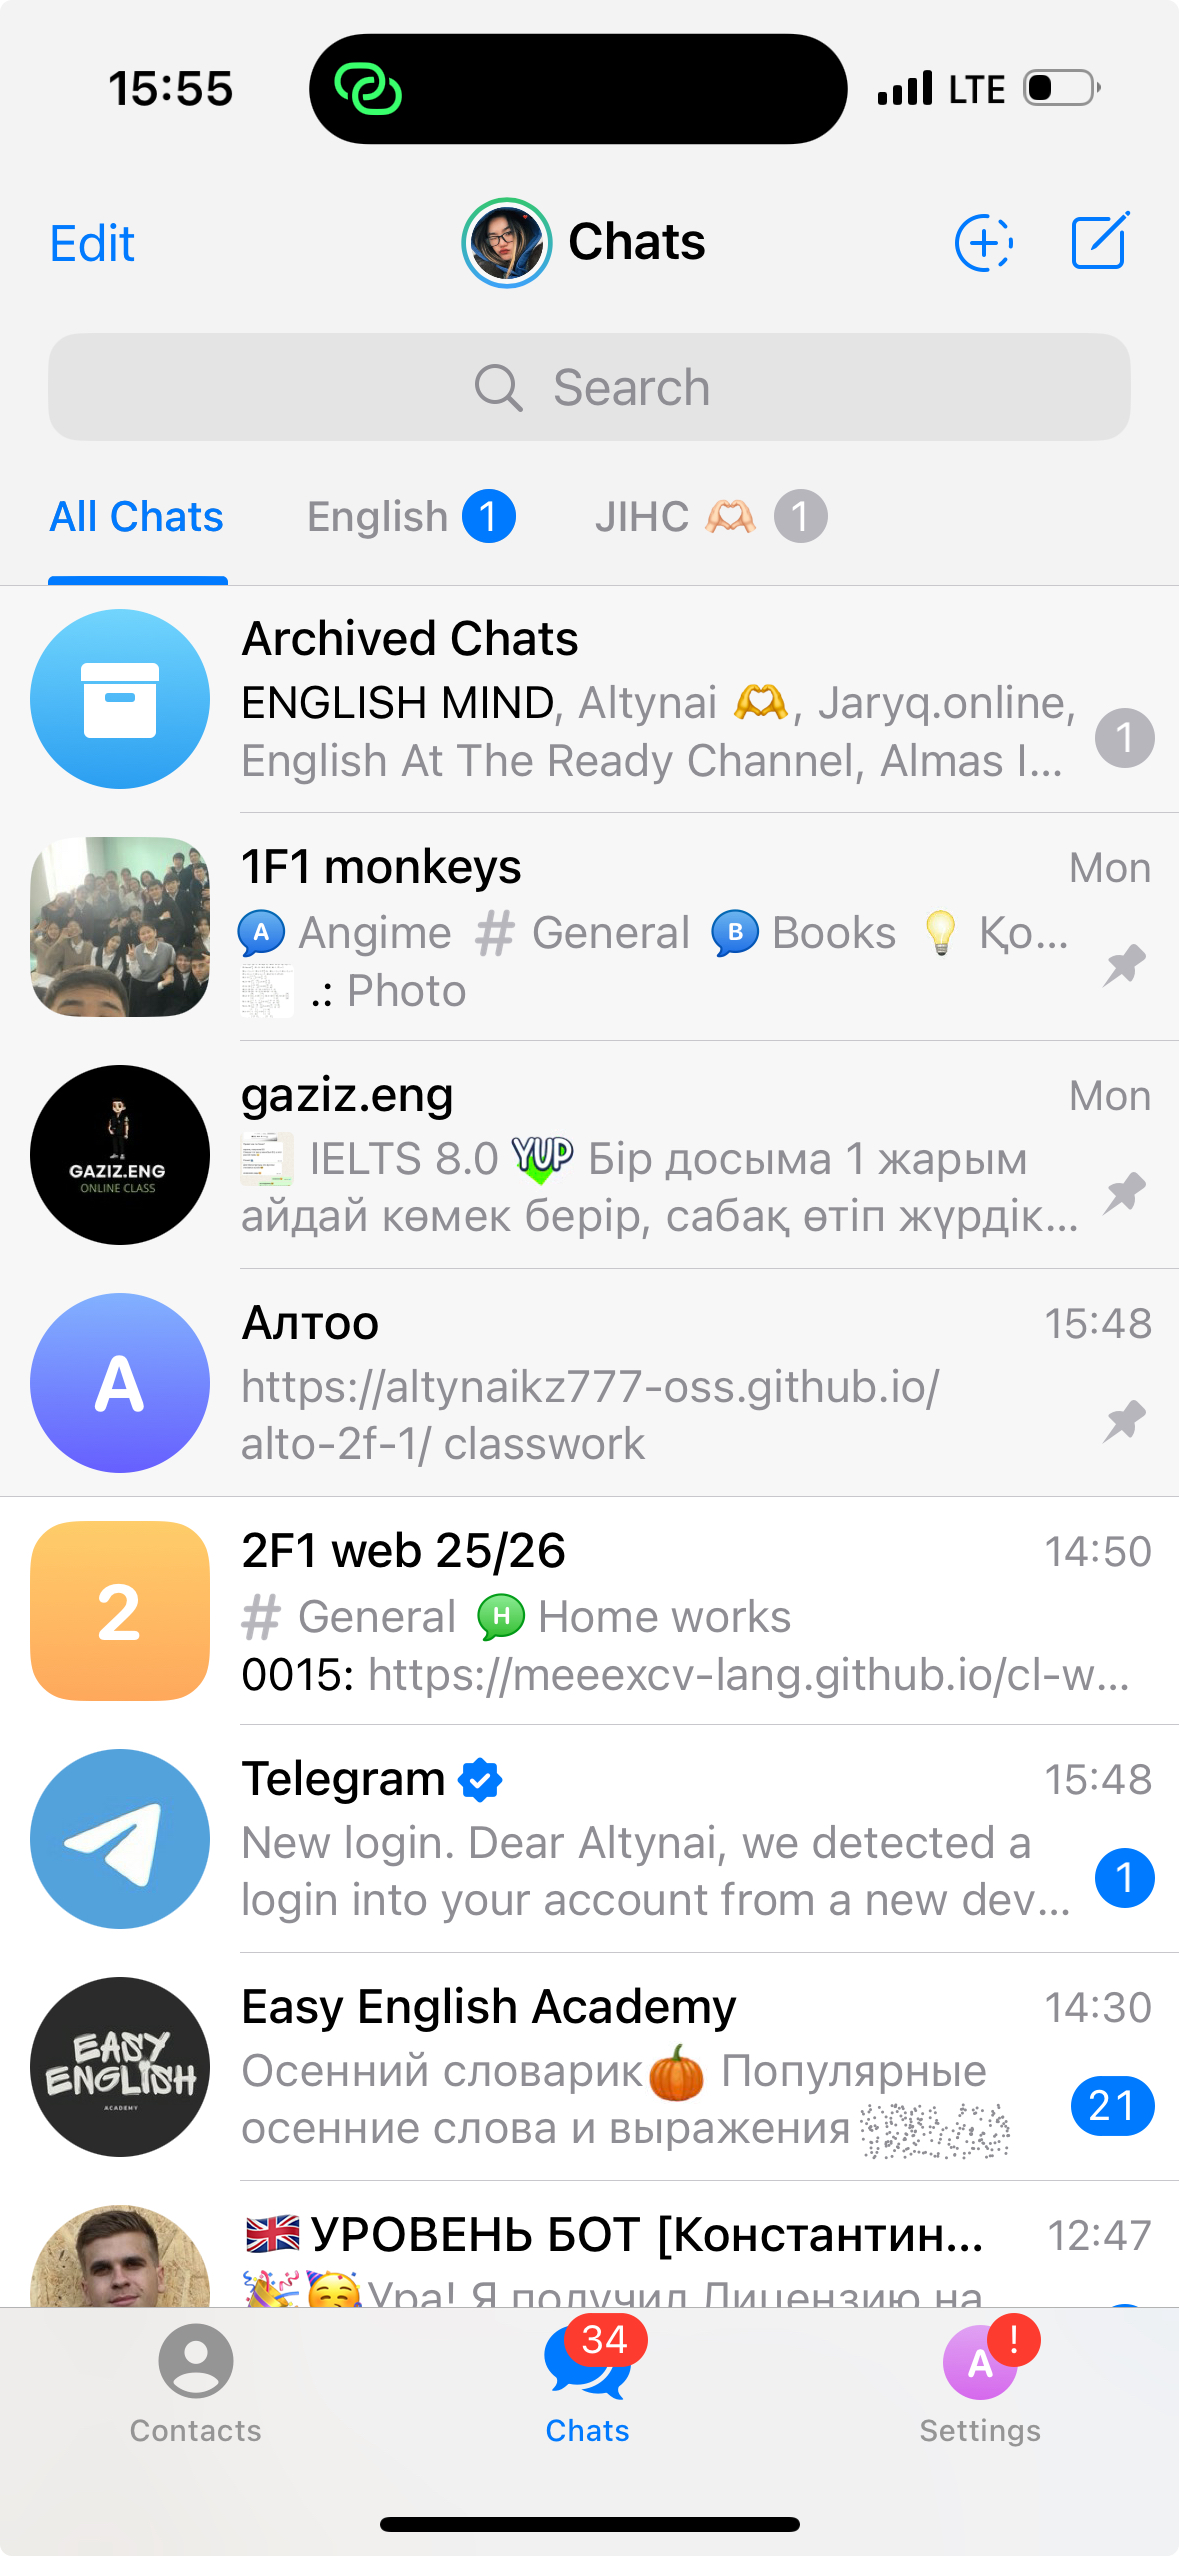 15:55 LTE
Edit Chats
Search
All Chats English 1 JIHC 🫶🏻 1
Archived Chats
ENGLISH MIND, Altynai 🫶, Jaryq.online,
English At The Ready Channel, Almas I... 1
1F1 monkeys Mon
A Angime # General B Books 💡 Қо...
.: Photo
gaziz.eng Mon
GAZIZ.ENG
ONLINE CLASS
IELTS 8.0 YUP Бір досыма 1 жарым
айдай көмек берір, сабақ өтіп жүрдік...
A
Алтоо 15:48
https://altynaikz777-oss.github.io/
alto-2f-1/ classwork
2
2F1 web 25/26 14:50
# General H Home works
0015: https://meeexcv-lang.github.io/cl-w...
Telegram 15:48
New login. Dear Altynai, we detected a
login into your account from a new dev... 1
Easy English Academy 14:30
EASY
ENGLISH
ACADEMY
Осенний словарик🎃 Популярные
осенние слова и выражения 21
🇬🇧 УРОВЕНЬ БОТ [Константин... 12:47
🎉🥳Ура! Я получил Лицензию на
34 A !
Contacts Chats Settings